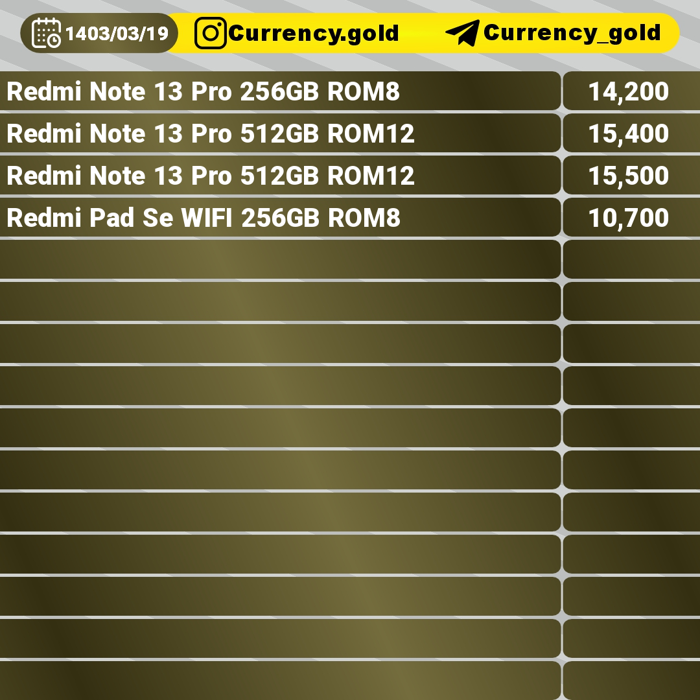 1403/03/19 Currency.gold Currency_gold
Redmi Note 13 Pro 256GB ROM8 14,200
Redmi Note 13 Pro 512GB ROM12 15,400
Redmi Note 13 Pro 512GB ROM12 15,500
Redmi Pad Se WIFI 256GB ROM8 10,700